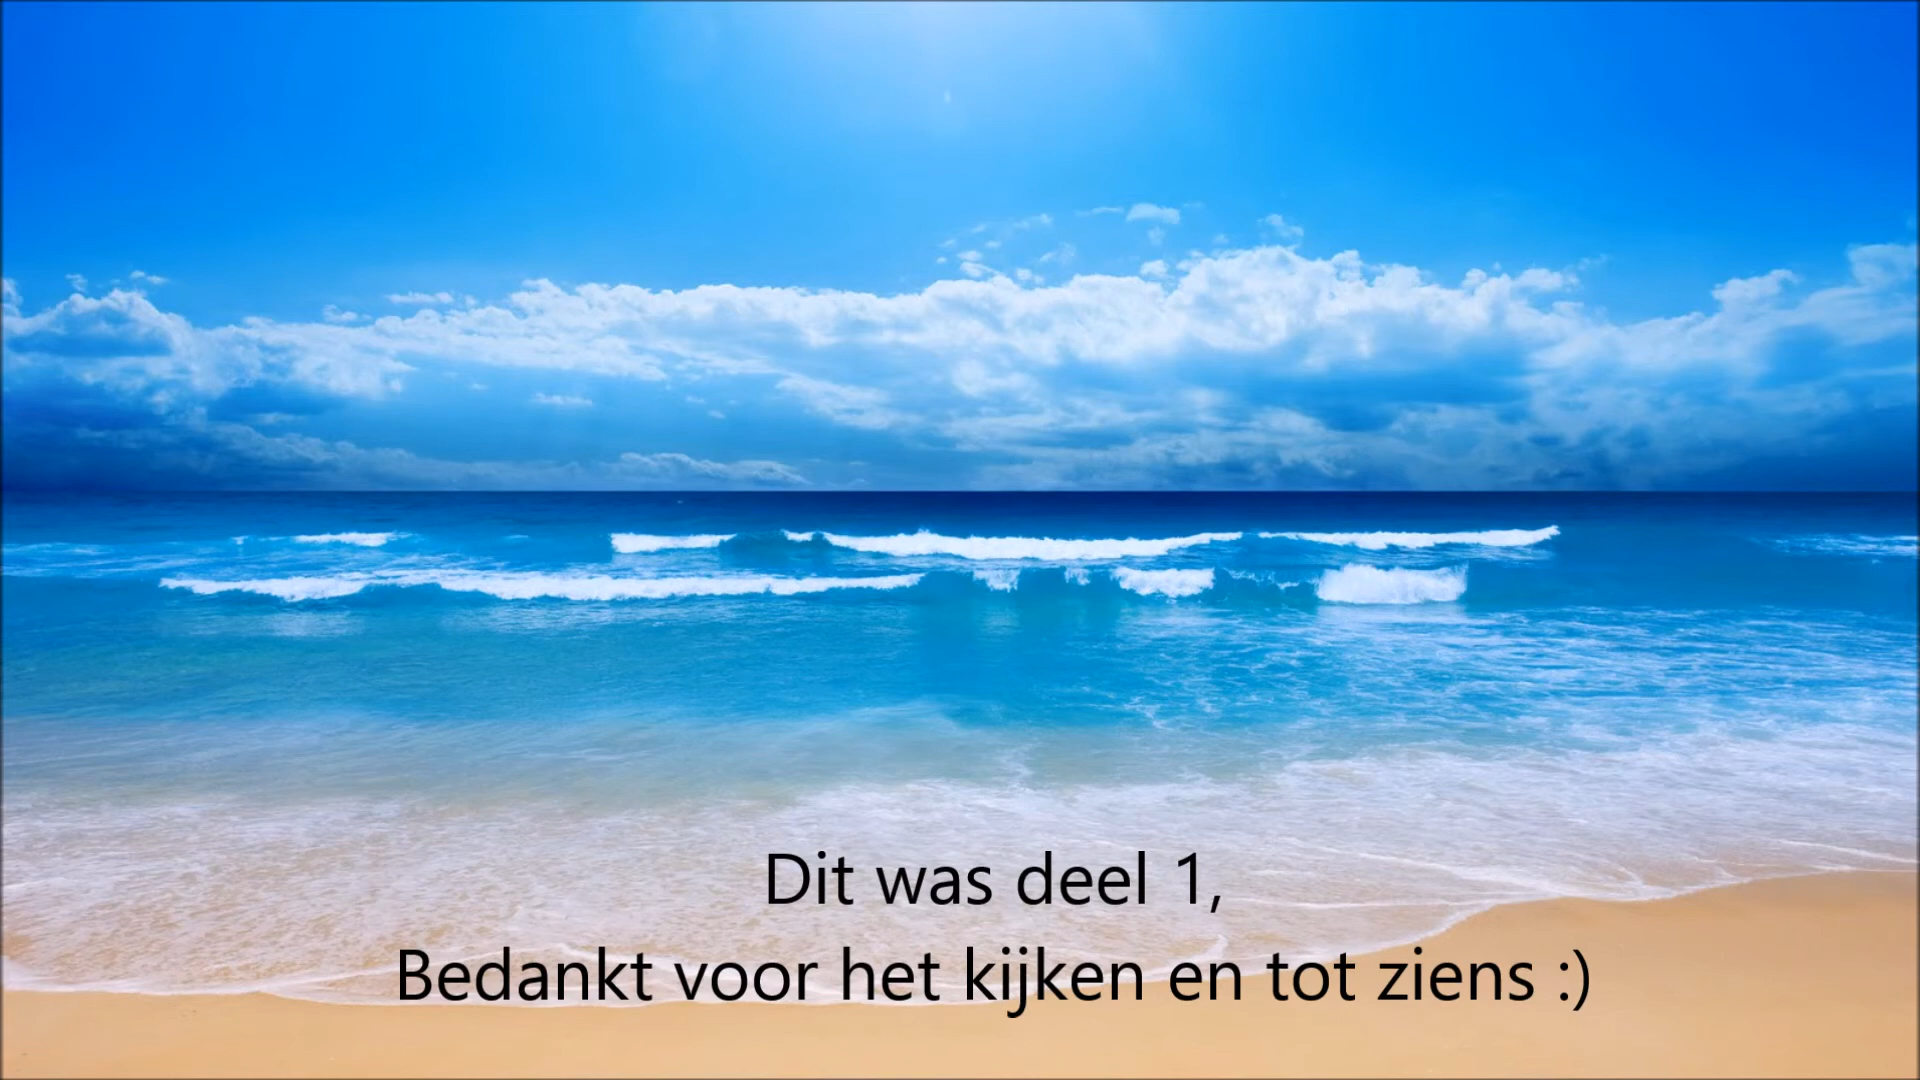 Dit was deel 1,
Bedankt voor het kijken en tot ziens :)